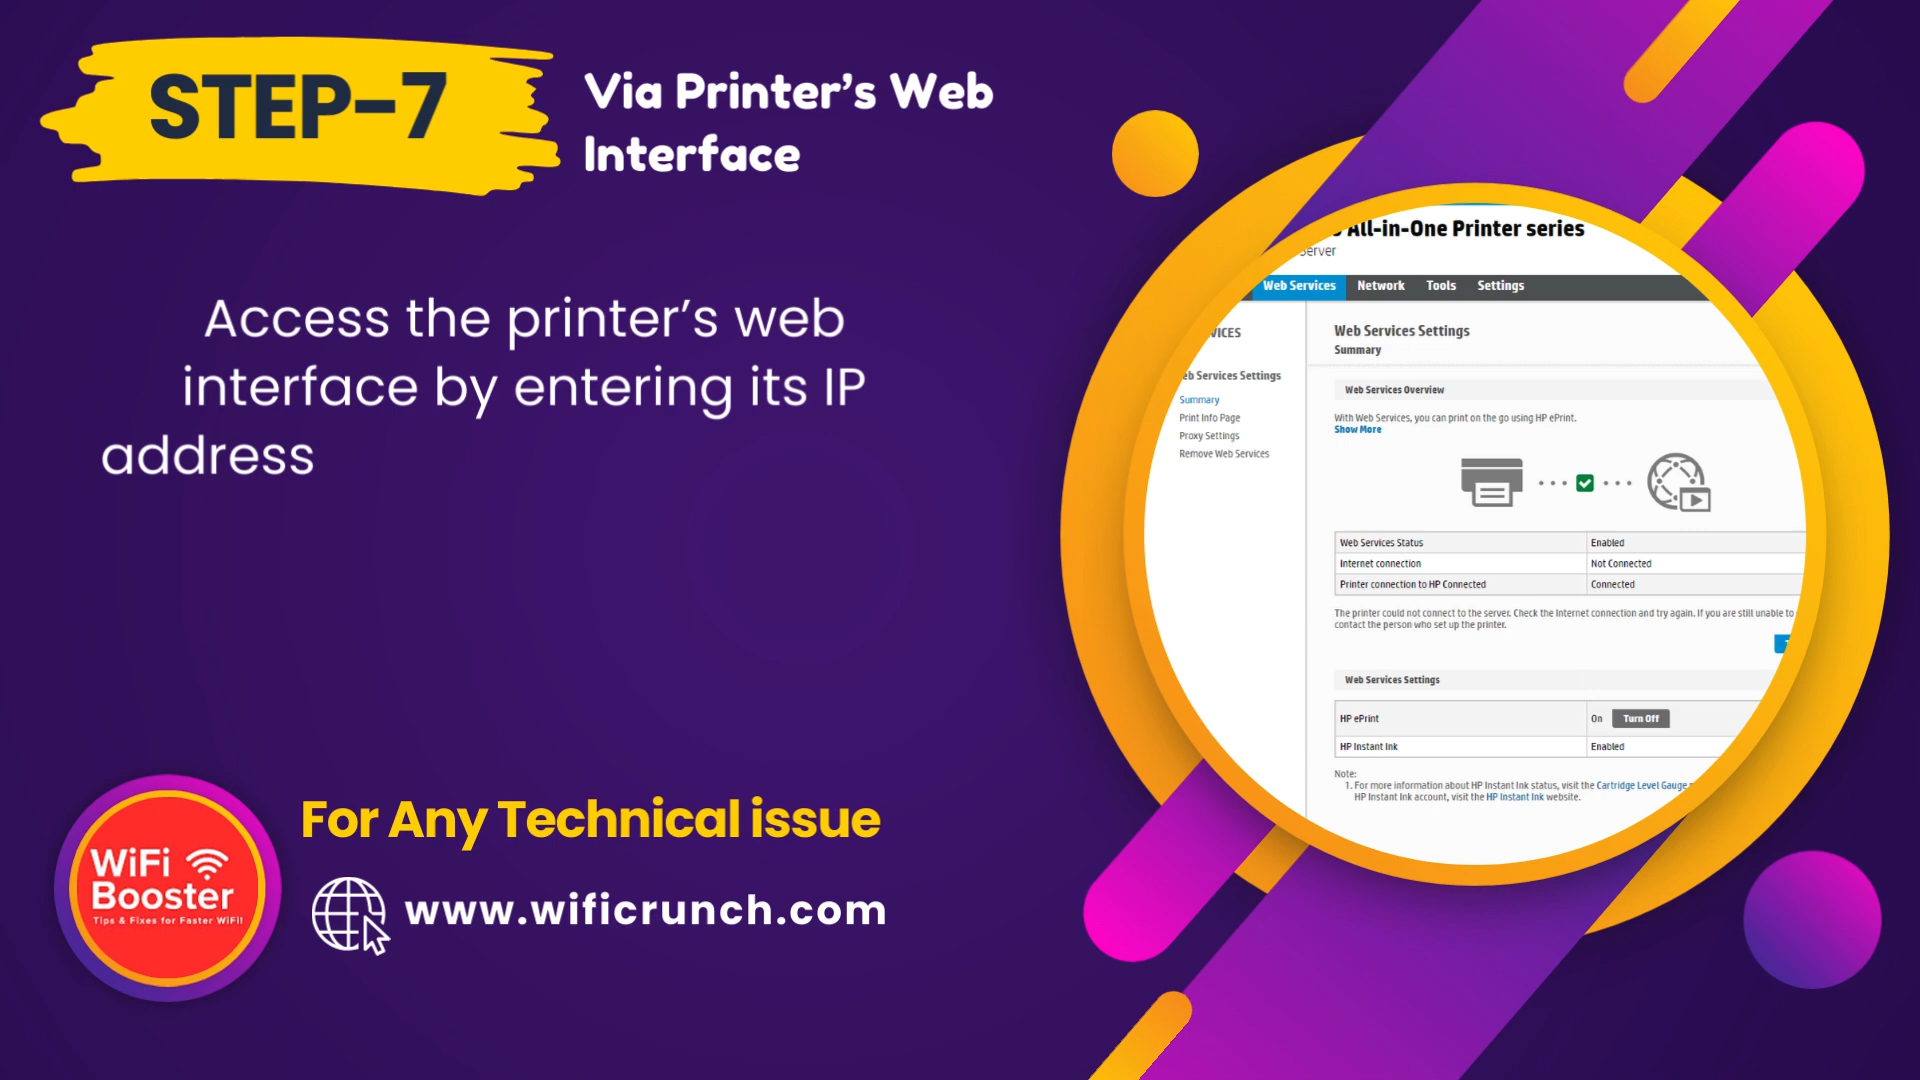 STEP-7
Via Printer's Web
Interface
Access the printer's web
interface by entering its IP
address
For Any Technical issue
www.wificrunch.com
WiFi
Booster
Tips & Fixes for Faster WiFi!
All-in-One Printer series
Server
Web Services Network Tools Settings
Web Services Settings
Summary
Services Settings
Summary
Print Info Page
Proxy Settings
Remove Web Services
Web Services Overview
With Web Services, you can print on the go using HP ePrint.
Show More
Web Services Status Enabled
Internet connection Not Connected
Printer connection to HP Connected Connected
The printer could not connect to the server. Check the Internet connection and try again. If you are still unable to
contact the person who set up the printer.
Web Services Settings
HP ePrint On Turn Off
HP Instant Ink Enabled
Note:
1. For more information about HP Instant Ink status, visit the Cartridge Level Gauge
HP Instant Ink account, visit the HP Instant Ink website.